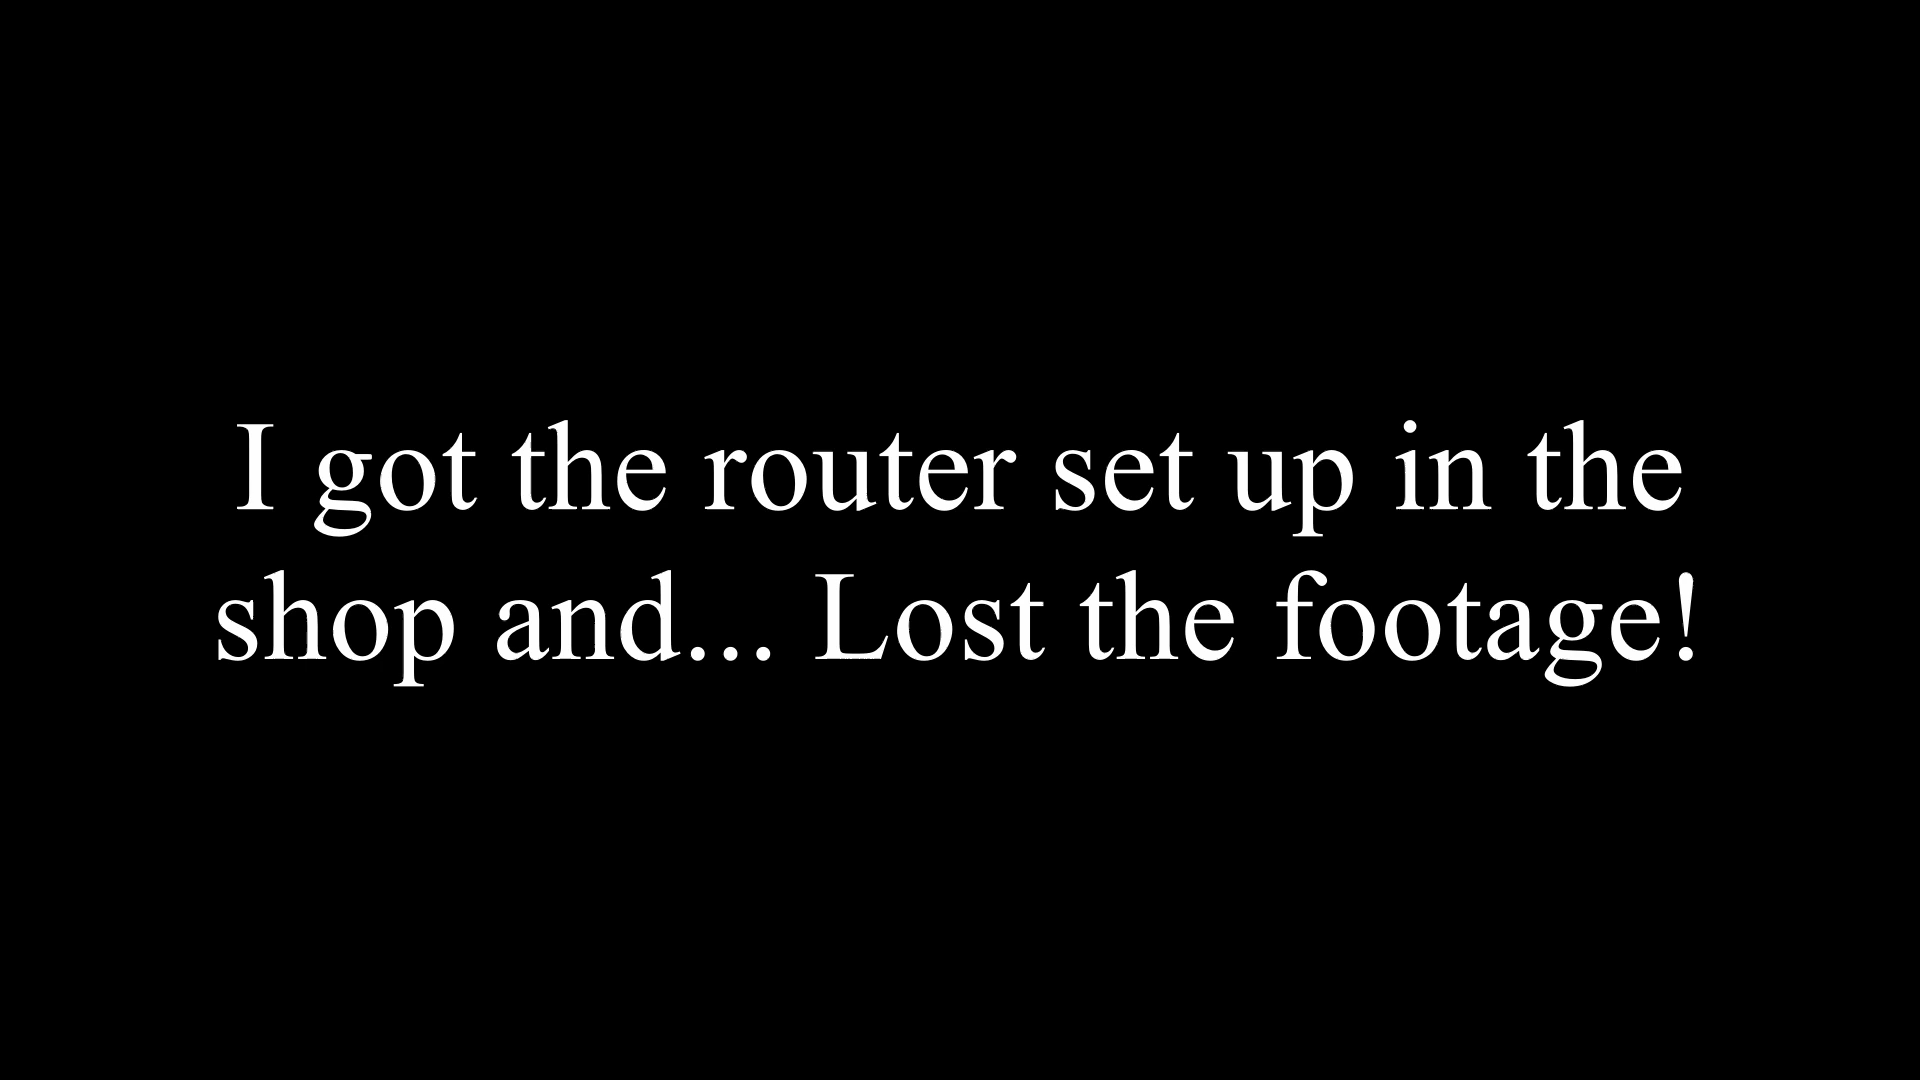 I got the router set up in the
shop and... Lost the footage!